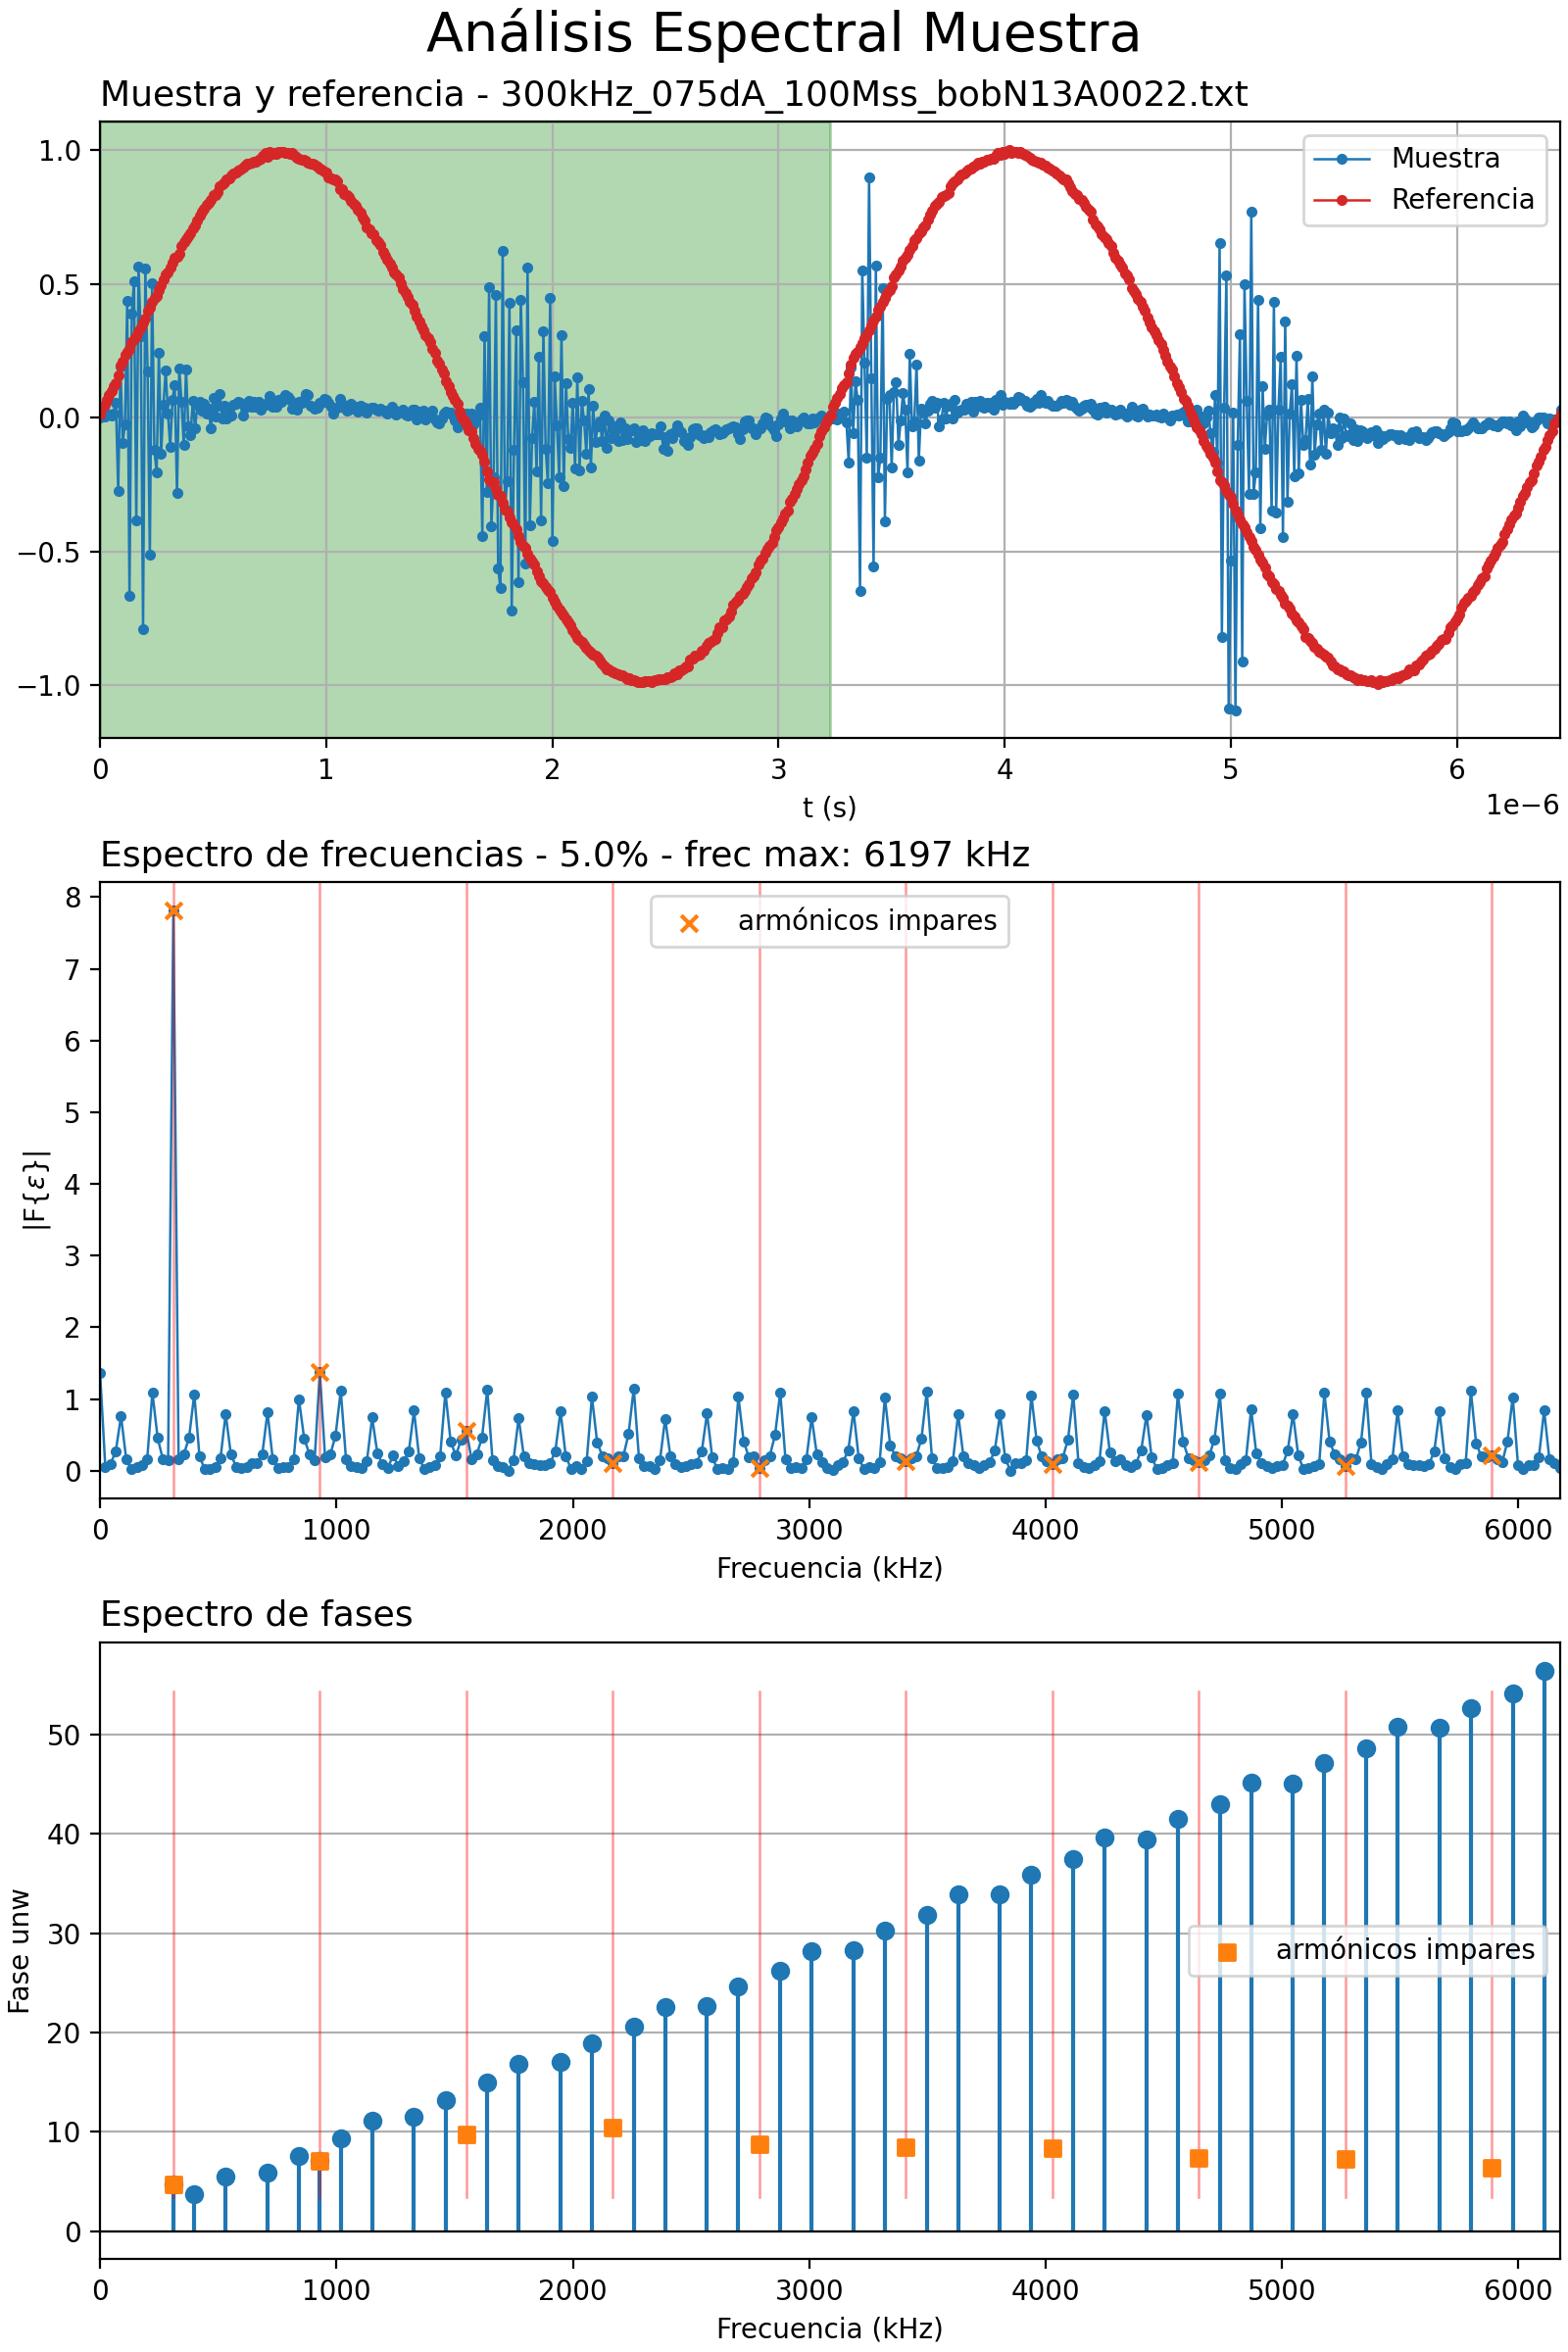 Análisis Espectral Muestra
Muestra y referencia - 300kHz_075dA_100Mss_bobN13A0022.txt
1.0
0.5
0.0
−0.5
−1.0
Muestra
Referencia
0 1 2 3 4 5 6
1e−6
t (s)
Espectro de frecuencias - 5.0% - frec max: 6197 kHz
8
7
6
5
4
3
2
1
0
|F{ε}|
armónicos impares
0 1000 2000 3000 4000 5000 6000
Frecuencia (kHz)
Espectro de fases
50
40
30
20
10
0
Fase unw
armónicos impares
0 1000 2000 3000 4000 5000 6000
Frecuencia (kHz)